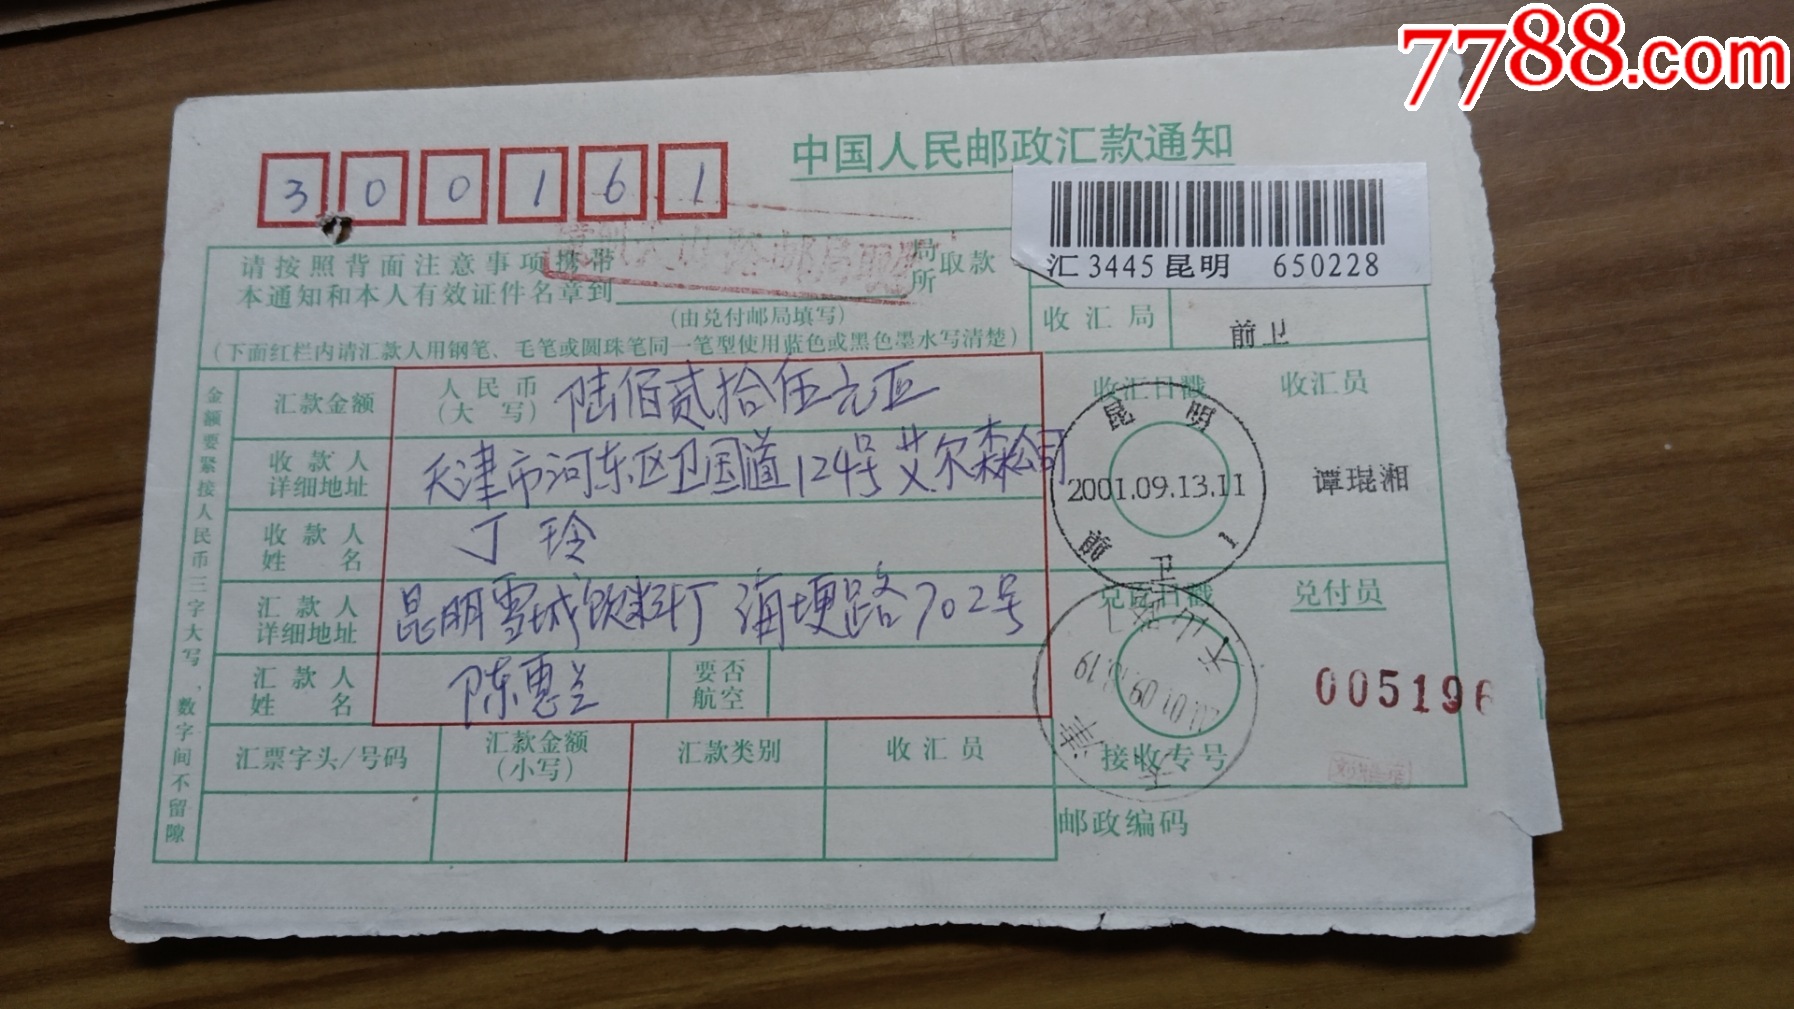 7788.com
中国人民邮政汇款通知
3 0 0 1 6 1
汇 3445 昆明 650228
请按照背面注意事项携带
本通知和本人有效证件名章到
局
所
取款
(由兑付邮局填写)
(下面红栏内请汇款人用钢笔、毛笔或圆珠笔同一笔型使用蓝色或黑色墨水写清楚)
收汇局
前卫
金额要紧接人民币三字大写、数字间不留隙
汇款金额
人民币
(大写)
陆佰贰拾伍元正
收汇日戳
收汇员
收款人
详细地址
天津市河东区卫国道124号艾尔森公司
昆明
2001.09.13.11
前卫
1
谭琨湘
收款人
姓名
丁玲
汇款人
详细地址
昆明雪城饮料厂海埂路702号
兑付日戳
兑付员
汇款人
姓名
陈惠兰
要否
航空
天津
005196
汇票字头/号码
汇款金额
(小写)
汇款类别
收汇员
接收专号
邮政编码